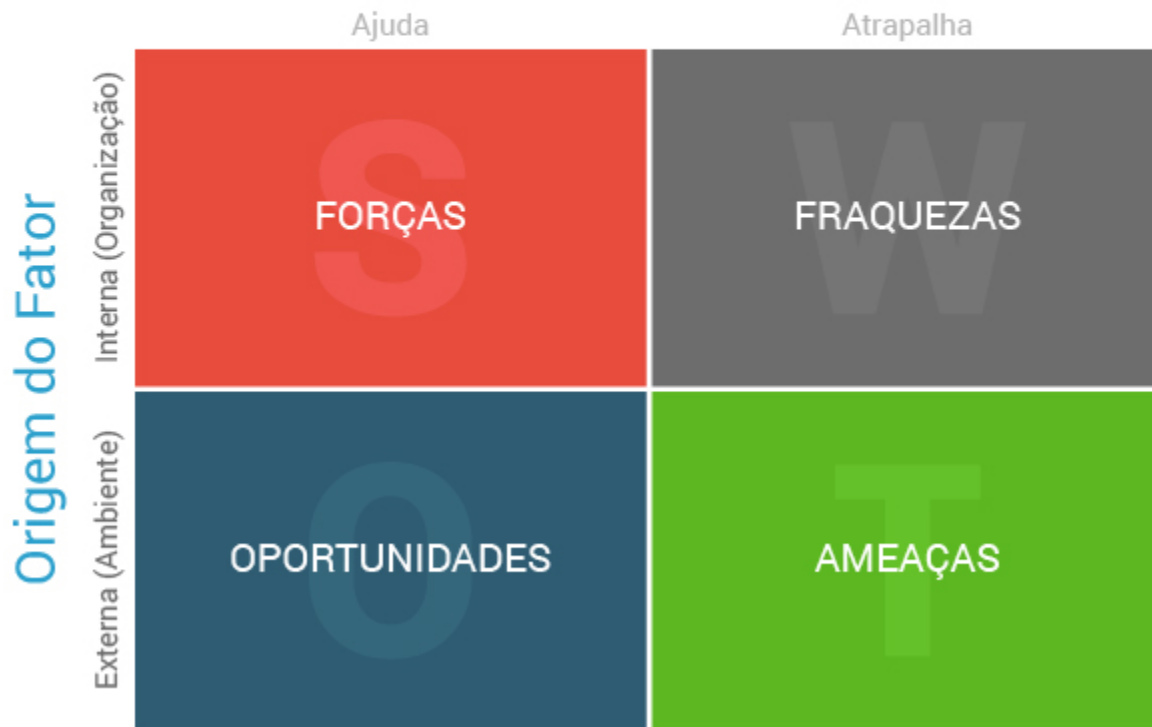 Ajuda
Atrapalha
Origem do Fator
Interna (Organização)
S
FORÇAS
W
FRAQUEZAS
Externa (Ambiente)
O
OPORTUNIDADES
T
AMEAÇAS